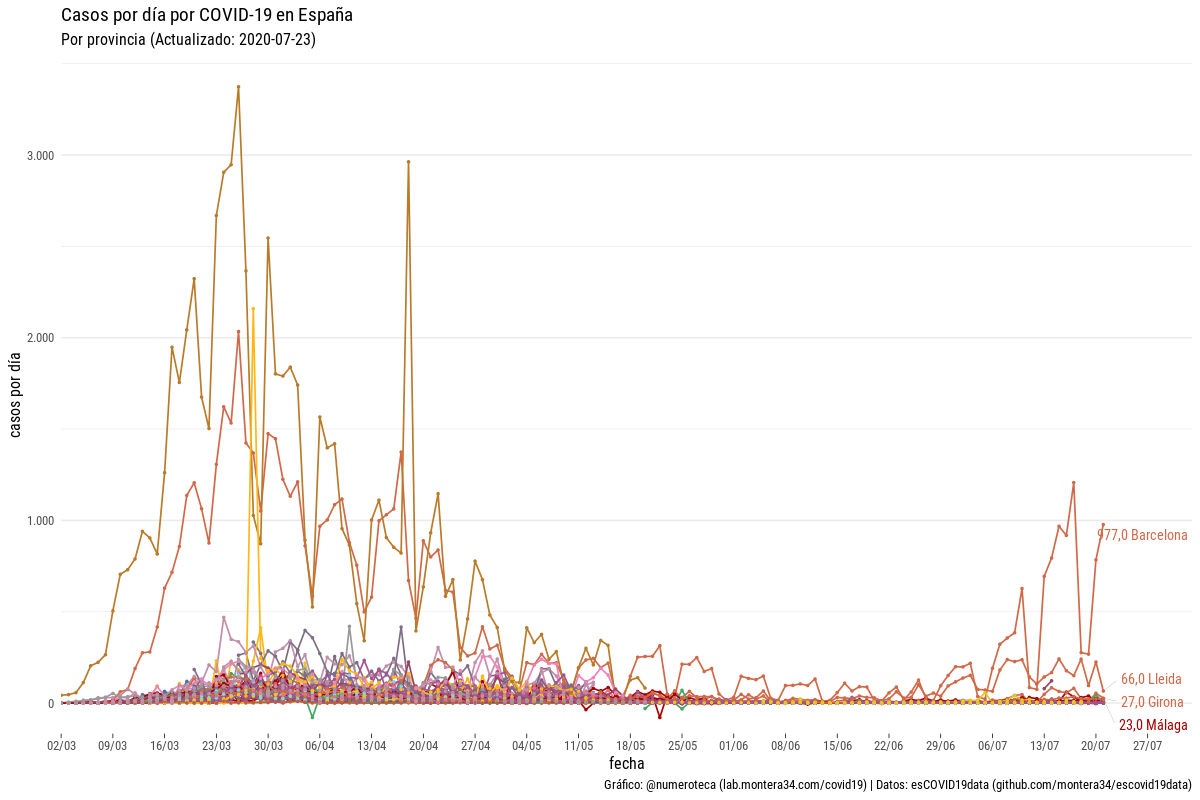 Casos por día por COVID-19 en España
Por provincia (Actualizado: 2020-07-23)
casos por día
3.000
2.000
1.000
0
977,0 Barcelona
66,0 Lleida
27,0 Girona
23,0 Málaga
02/03 09/03 16/03 23/03 30/03 06/04 13/04 20/04 27/04 04/05 11/05 18/05 25/05 01/06 08/06 15/06 22/06 29/06 06/07 13/07 20/07 27/07
fecha
Gráfico: @numeroteca (lab.montera34.com/covid19) | Datos: esCOVID19data (github.com/montera34/escovid19data)